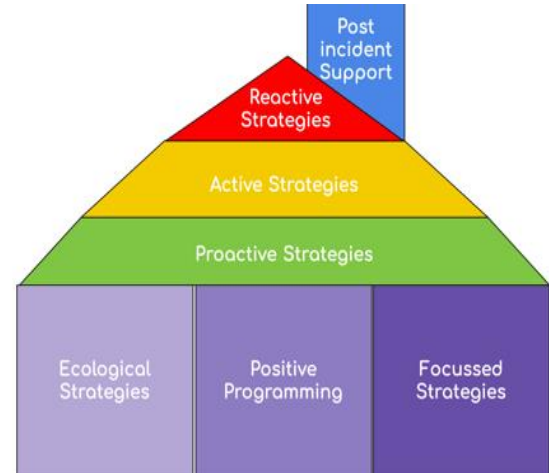 Post
incident
Support
Reactive
Strategies
Active Strategies
Proactive Strategies
Ecological
Strategies
Positive
Programming
Focussed
Strategies